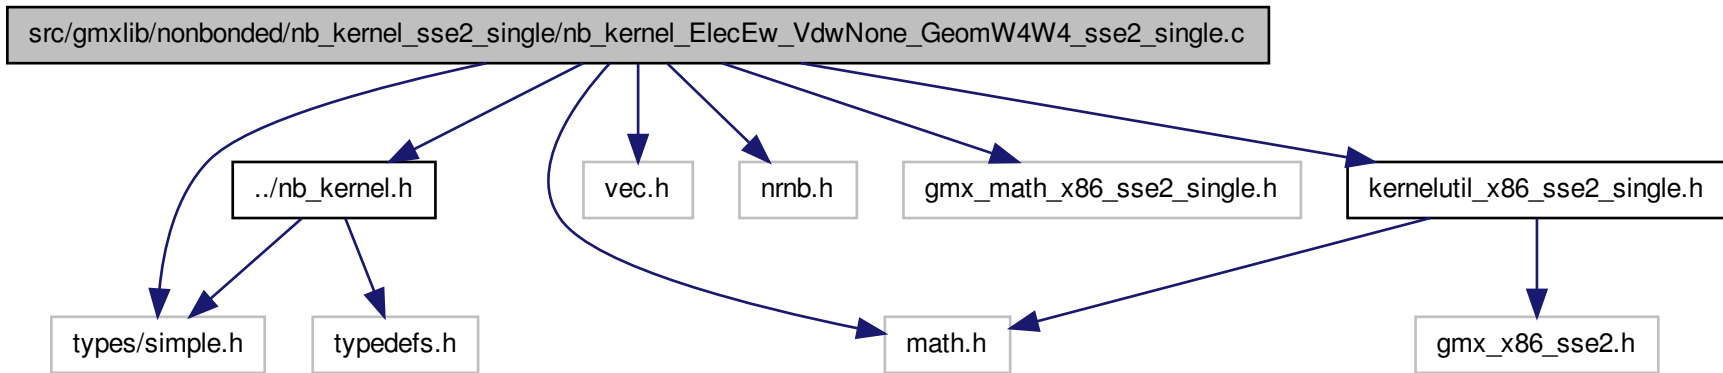 src/gmxlib/nonbonded/nb_kernel_sse2_single/nb_kernel_ElecEw_VdwNone_GeomW4W4_sse2_single.c
../nb_kernel.h
vec.h
nrnb.h
gmx_math_x86_sse2_single.h
kernelutil_x86_sse2_single.h
types/simple.h
typedefs.h
math.h
gmx_x86_sse2.h